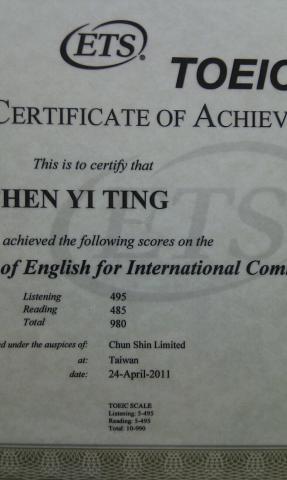 ETS
TOEIC
CERTIFICATE OF ACHIEV
This is to certify that
HEN YI TING
achieved the following scores on the
of English for International Com
Listening 495
Reading 485
Total 980
under the auspices of: Chun Shin Limited
at: Taiwan
date: 24-April-2011
TOEIC SCALE
Listening: 5-495
Reading: 5-495
Total: 10-990